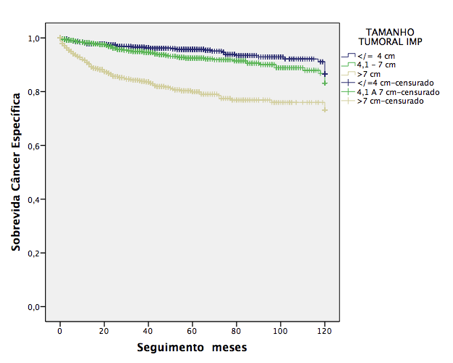 TAMANHO
TUMORAL IMP
</= 4 cm
4,1 – 7 cm
>7 cm
</=4 cm-censurado
4,1 A 7 cm-censurado
>7 cm-censurado
1,0
0,8
0,6
0,4
0,2
0,0
Sobrevida Câncer Específica
0 20 40 60 80 100 120
Seguimento meses